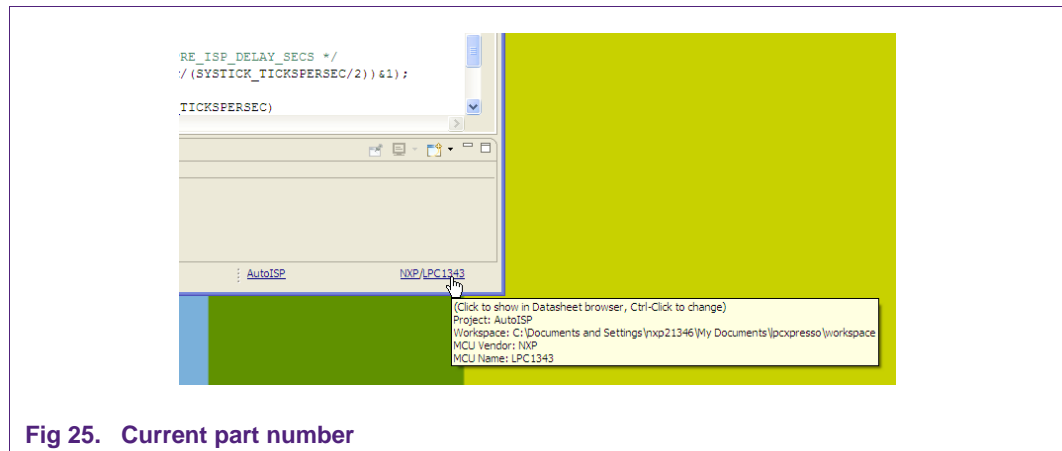 RE_ISP_DELAY_SECS */
/(SYSTICK_TICKSPERSEC/2))&1);
TICKSPERSEC)
AutoISP
NXP/LPC1343
(Click to show in Datasheet browser, Ctrl-Click to change)
Project: AutoISP
Workspace: C:\Documents and Settings\nxp21346\My Documents\lpcxpresso\workspace
MCU Vendor: NXP
MCU Name: LPC1343
Fig 25. Current part number